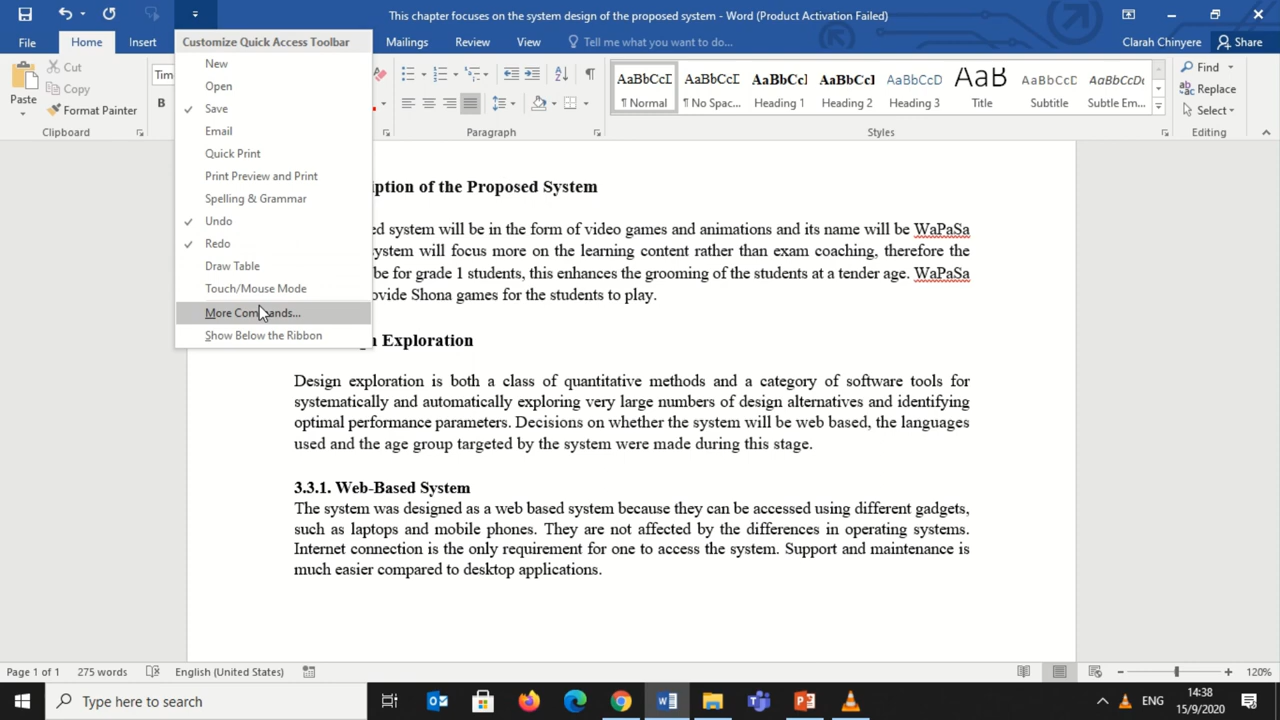 This chapter focuses on the system design of the proposed system - Word (Product Activation Failed)
File
Home
Insert
Mailings
Review
View
Tell me what you want to do...
Clarah Chinyere
Share
Customize Quick Access Toolbar
New
Open
Save
Email
Quick Print
Print Preview and Print
Spelling & Grammar
Undo
Redo
Draw Table
Touch/Mouse Mode
More Commands...
Show Below the Ribbon
Paste
Cut
Copy
Format Painter
Clipboard
Tim
B
Paragraph
AaBbCcI
¶ Normal
AaBbCcI
¶ No Spac...
AaBbCcI
Heading 1
AaBbCcI
Heading 2
AaBbCcI
Heading 3
AaB
Title
AaBbCcI
Subtitle
AaBbCcDı
Subtle Em...
Styles
Find
Replace
Select
Editing
iption of the Proposed System
ed system will be in the form of video games and animations and its name will be WaPaSa
ystem will focus more on the learning content rather than exam coaching, therefore the
be for grade 1 students, this enhances the grooming of the students at a tender age. WaPaSa
ovide Shona games for the students to play.
n Exploration
Design exploration is both a class of quantitative methods and a category of software tools for
systematically and automatically exploring very large numbers of design alternatives and identifying
optimal performance parameters. Decisions on whether the system will be web based, the languages
used and the age group targeted by the system were made during this stage.
3.3.1. Web-Based System
The system was designed as a web based system because they can be accessed using different gadgets,
such as laptops and mobile phones. They are not affected by the differences in operating systems.
Internet connection is the only requirement for one to access the system. Support and maintenance is
much easier compared to desktop applications.
Page 1 of 1
275 words
English (United States)
120%
Type here to search
ENG
14:38
15/9/2020